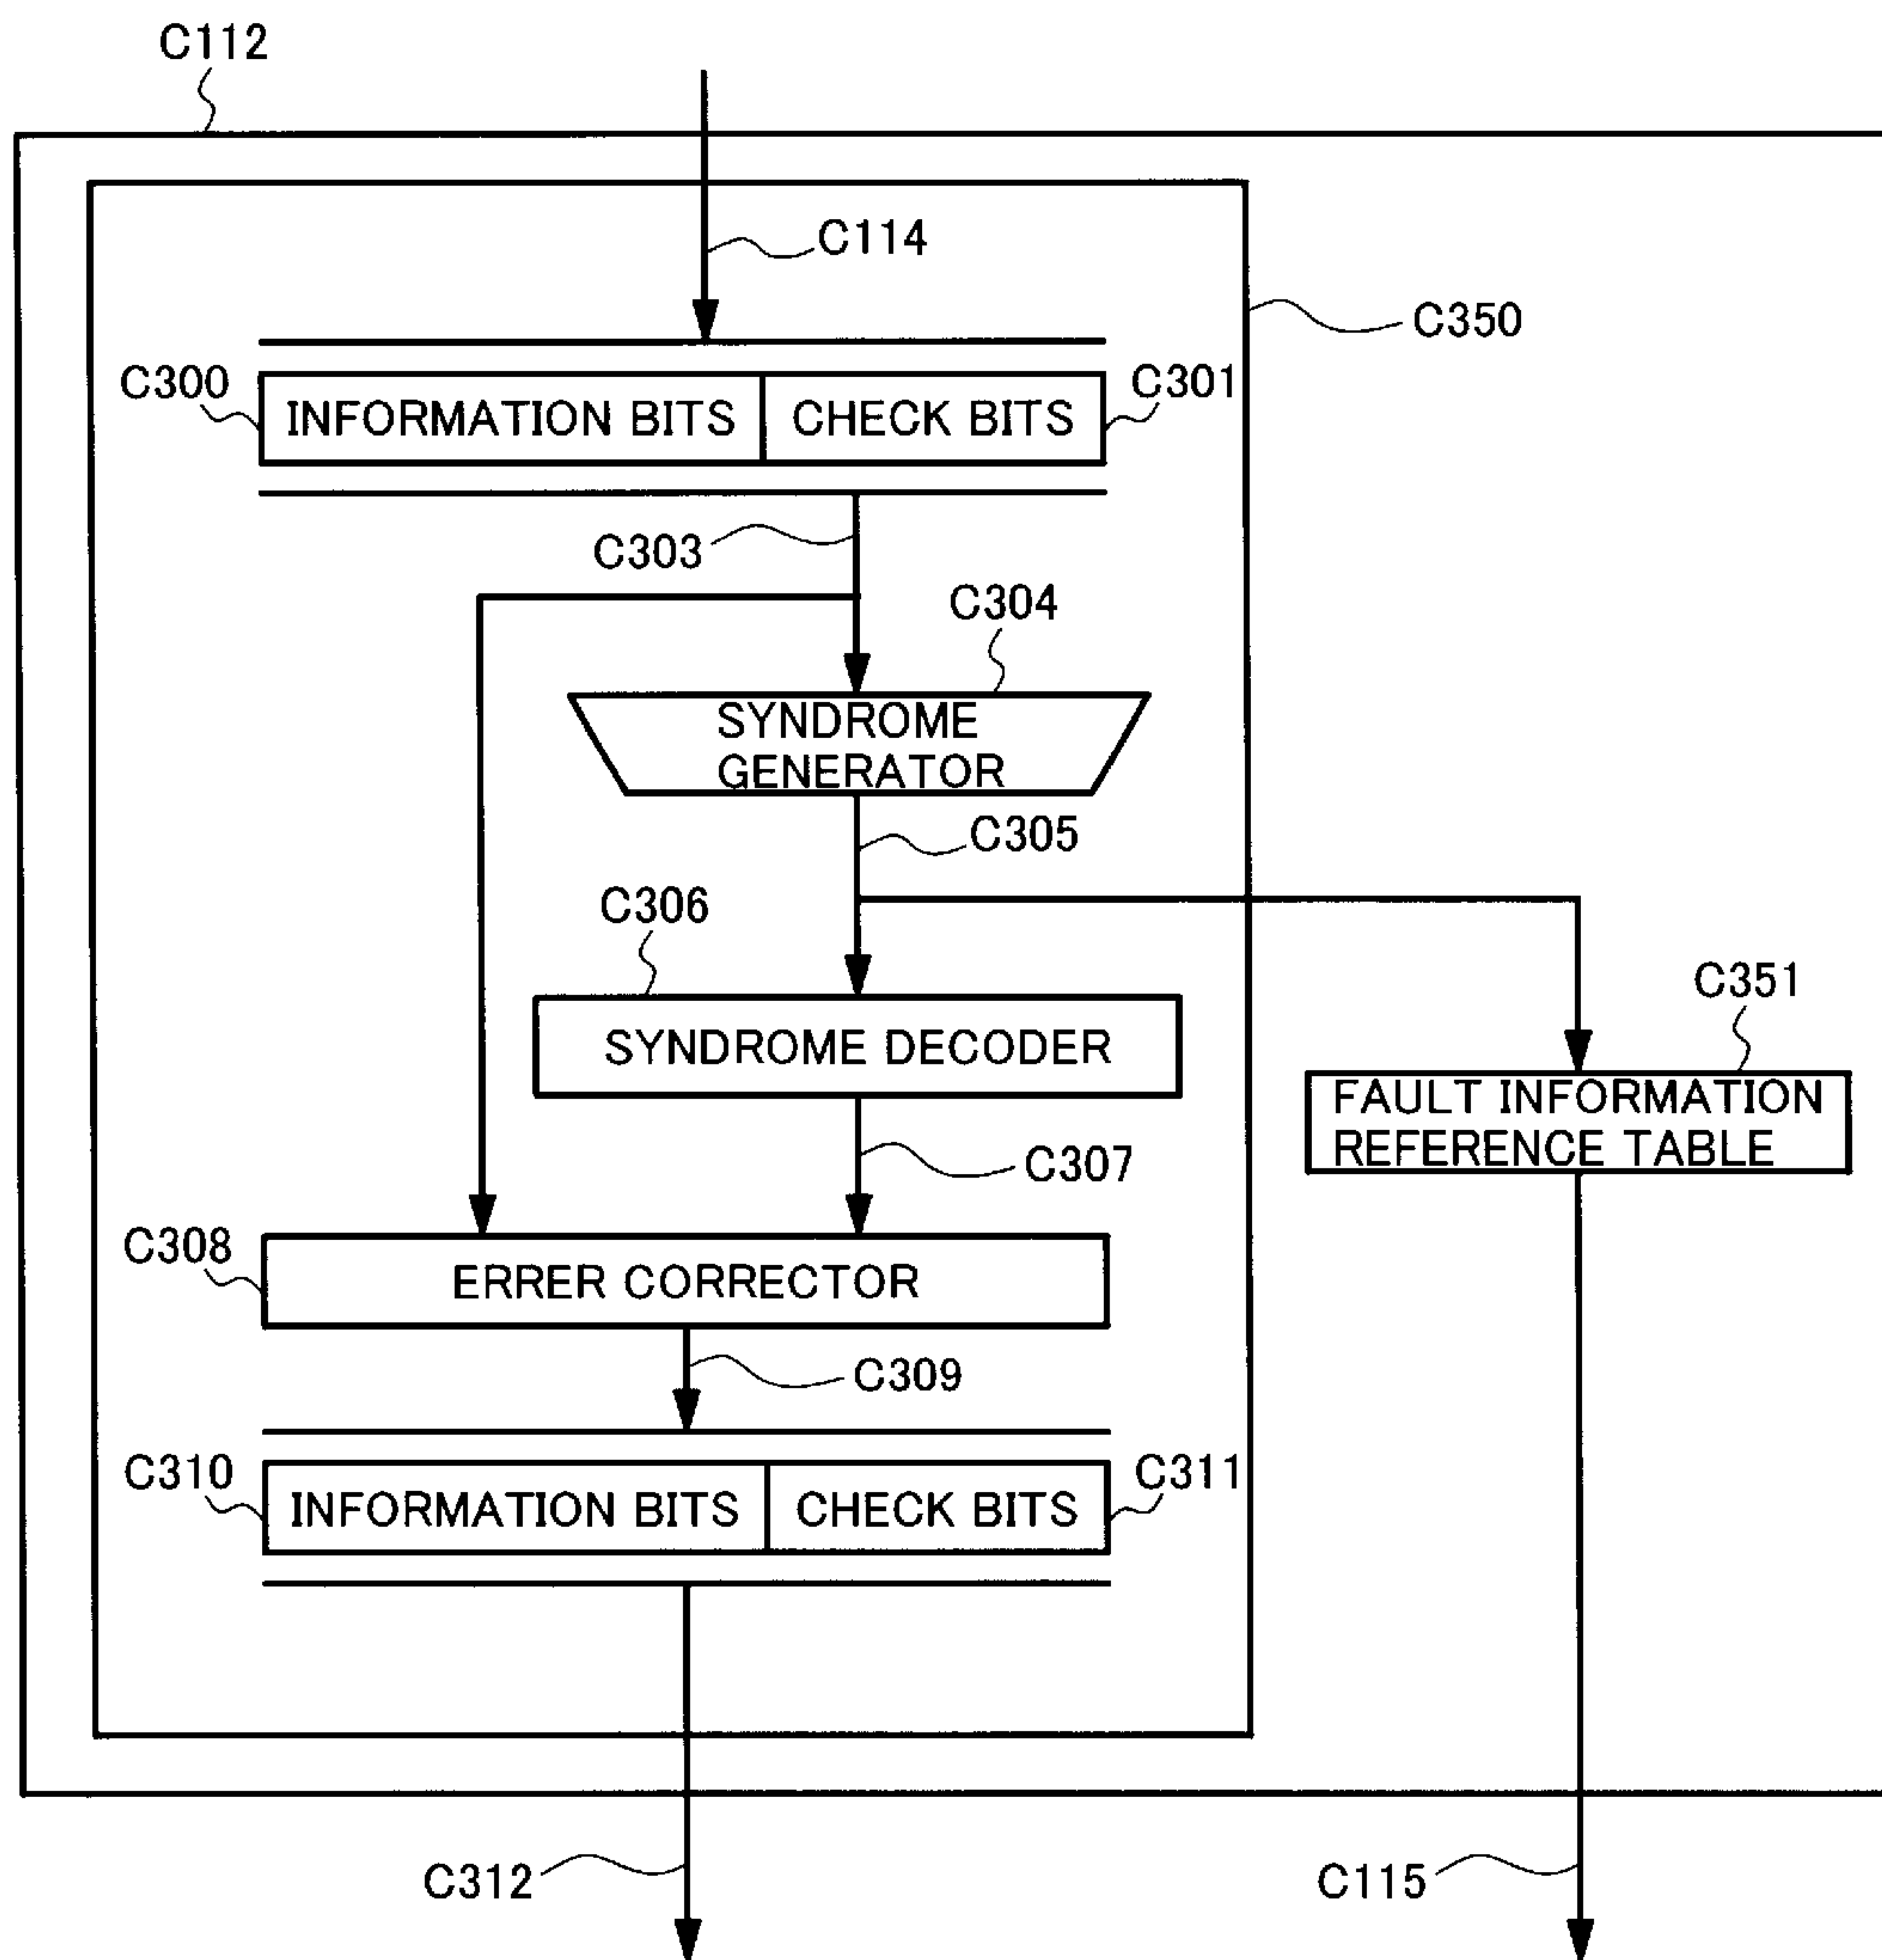 C112
C114
C350
C300
INFORMATION BITS
CHECK BITS
C301
C303
C304
SYNDROME
GENERATOR
C305
C306
C351
SYNDROME DECODER
FAULT INFORMATION
REFERENCE TABLE
C307
C308
ERRER CORRECTOR
C309
C310
INFORMATION BITS
CHECK BITS
C311
C312
C115